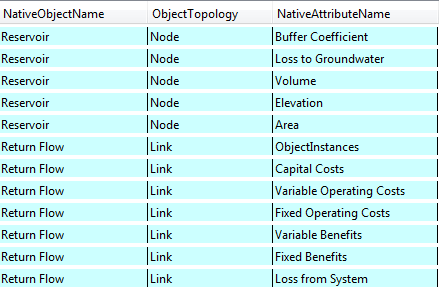 NativeObjectName ObjectTopology NativeAttributeName
Reservoir Node Buffer Coefficient
Reservoir Node Loss to Groundwater
Reservoir Node Volume
Reservoir Node Elevation
Reservoir Node Area
Return Flow Link ObjectInstances
Return Flow Link Capital Costs
Return Flow Link Variable Operating Costs
Return Flow Link Fixed Operating Costs
Return Flow Link Variable Benefits
Return Flow Link Fixed Benefits
Return Flow Link Loss from System